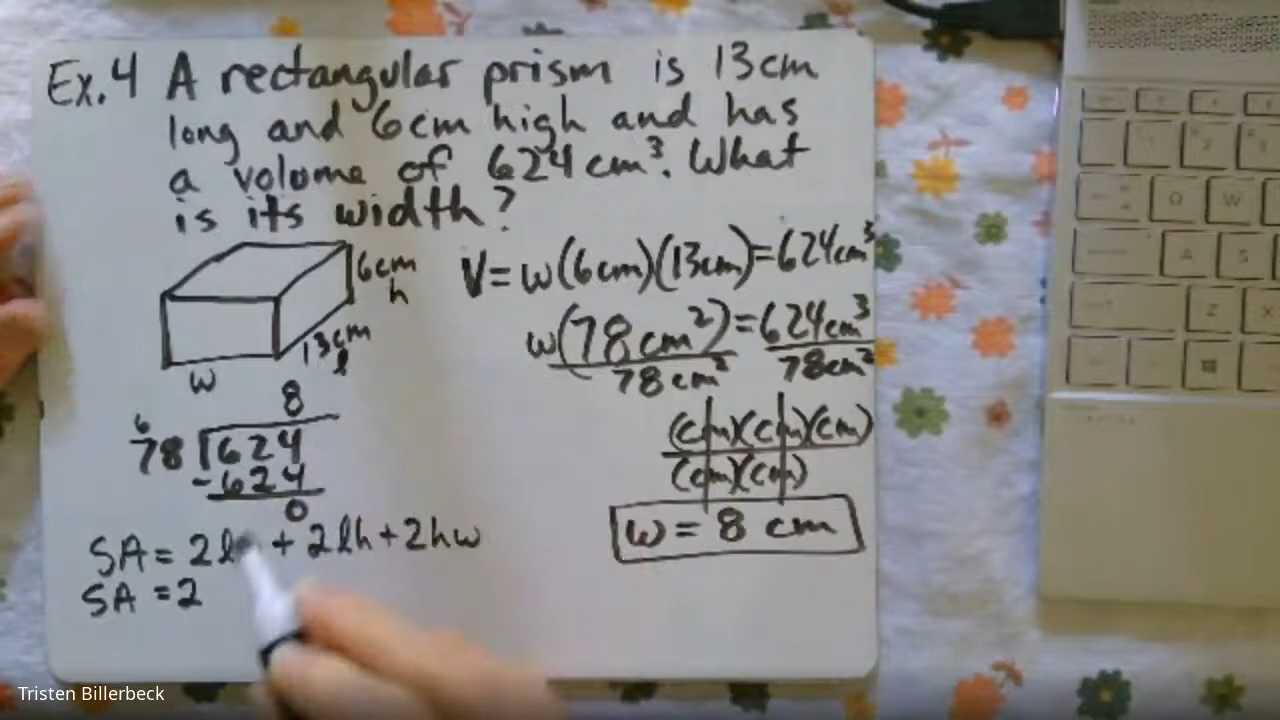 Ex.4 A rectangular prism is 13cm
long and 6cm high and has
a volume of 624 cm³. What
is its width?
6cm
h
13cm
l
w
V = w(6cm)(13cm) = 624cm³
w(78cm²) = 624cm³
78cm² 78cm²
(cm)(cm)(cm)
(cm)(cm)
w = 8 cm
8
6
78 624
-624
0
SA = 2l + 2lh + 2hw
SA = 2
Q W
A S
Z X
Tristen Billerbeck